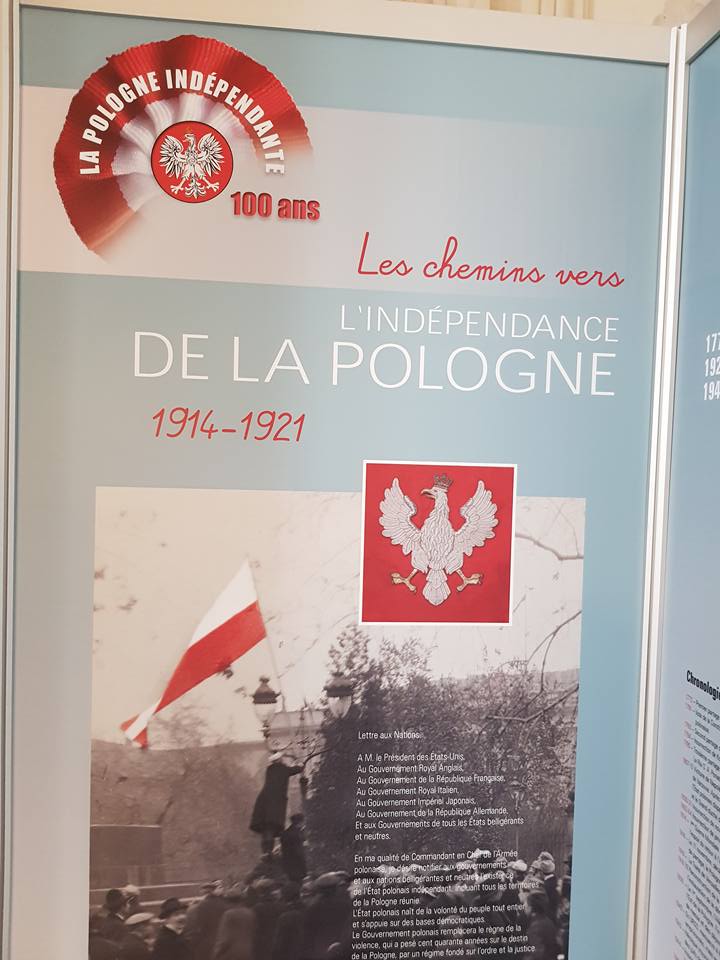 LA POLOGNE INDÉPENDANTE
100 ans
Les chemins vers
L'INDÉPENDANCE
DE LA POLOGNE
1914-1921
Lettre aux Nations:
A M. le Président des États-Unis,
Au Gouvernement Royal Anglais,
Au Gouvernement de la République Française,
Au Gouvernement Royal Italien,
Au Gouvernement Impérial Japonais,
Au Gouvernement de la République Allemande,
Et aux Gouvernements de tous les États belligérants
et neutres.
En ma qualité de Commandant en Chef de l'Armée
polonaise, je désire notifier aux gouvernements
et aux nations belligérantes et neutres l'existence
de l'État polonais indépendant, incluant tous les territoires
de la Pologne réunie.
L'État polonais naît de la volonté du peuple tout entier
et s'appuie sur des bases démocratiques.
Le Gouvernement polonais remplacera le règne de la
violence, qui a pesé cent quarante années sur le destin
de la Pologne, par un régime fondé sur l'ordre et la justice.